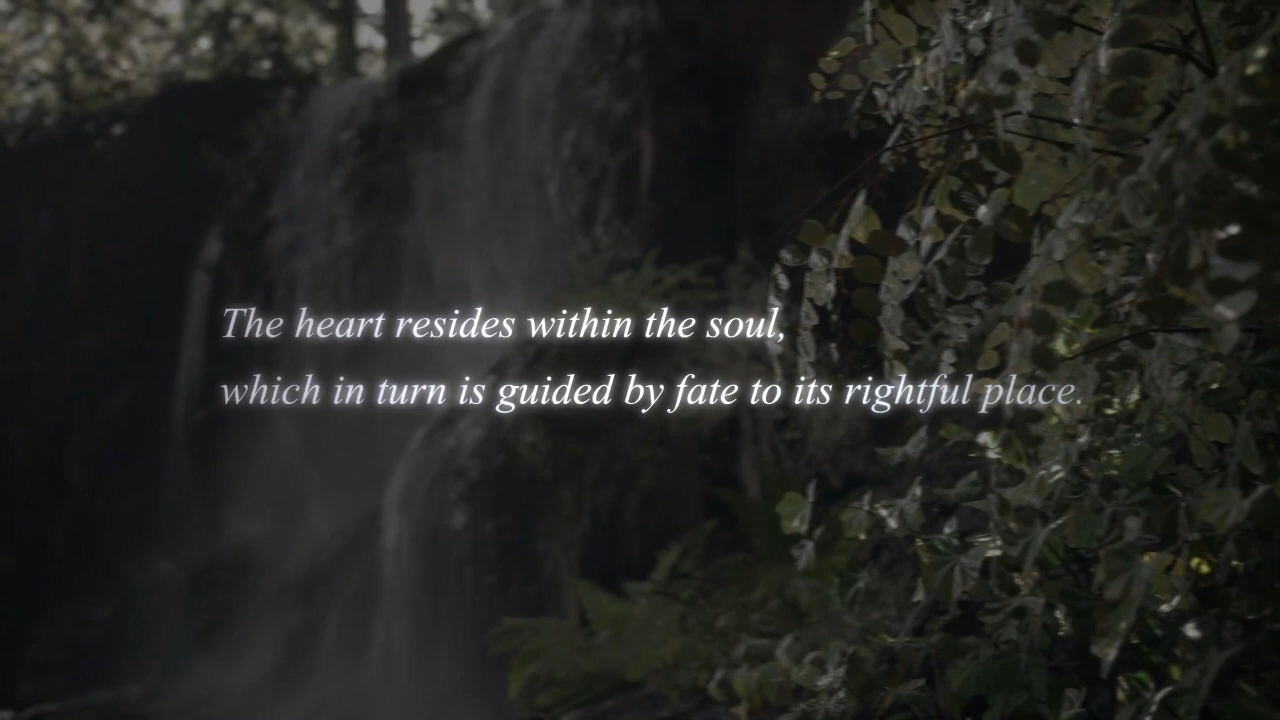 The heart resides within the soul,
which in turn is guided by fate to its rightful place.